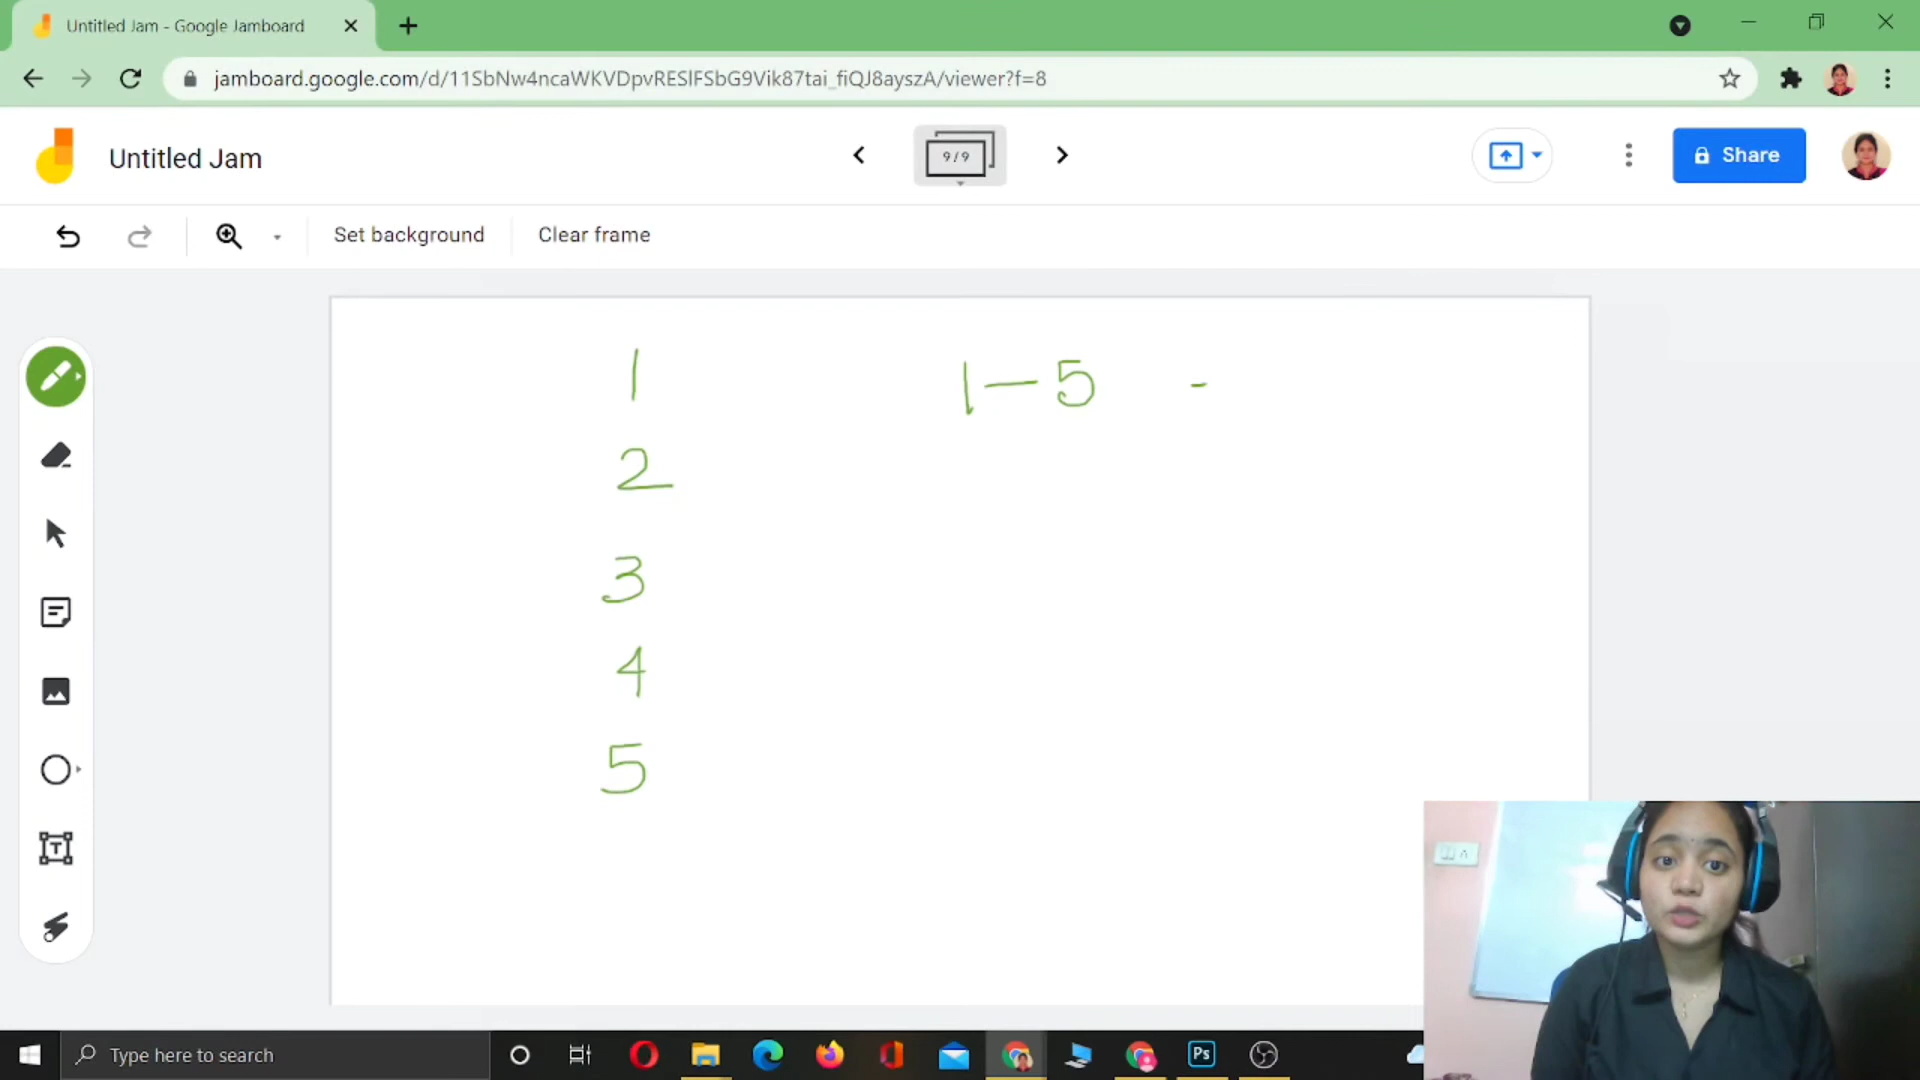 Untitled Jam - Google Jamboard
jamboard.google.com/d/11SbNw4ncaWKVDpvRESlFSbG9Vik87tai_fiQJ8ayszA/viewer?f=8
Untitled Jam
9/9
Share
Set background
Clear frame
1
1-5 -
2
3
4
5
T
Type here to search
Ps